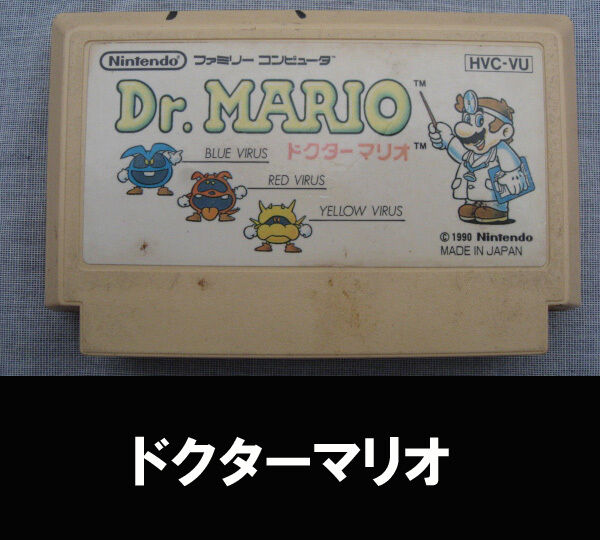 Nintendo ファミリー コンピュータ™ HVC-VU
Dr. MARIO™
ドクターマリオ™
BLUE VIRUS
RED VIRUS
YELLOW VIRUS
© 1990 Nintendo
MADE IN JAPAN
ドクターマリオ